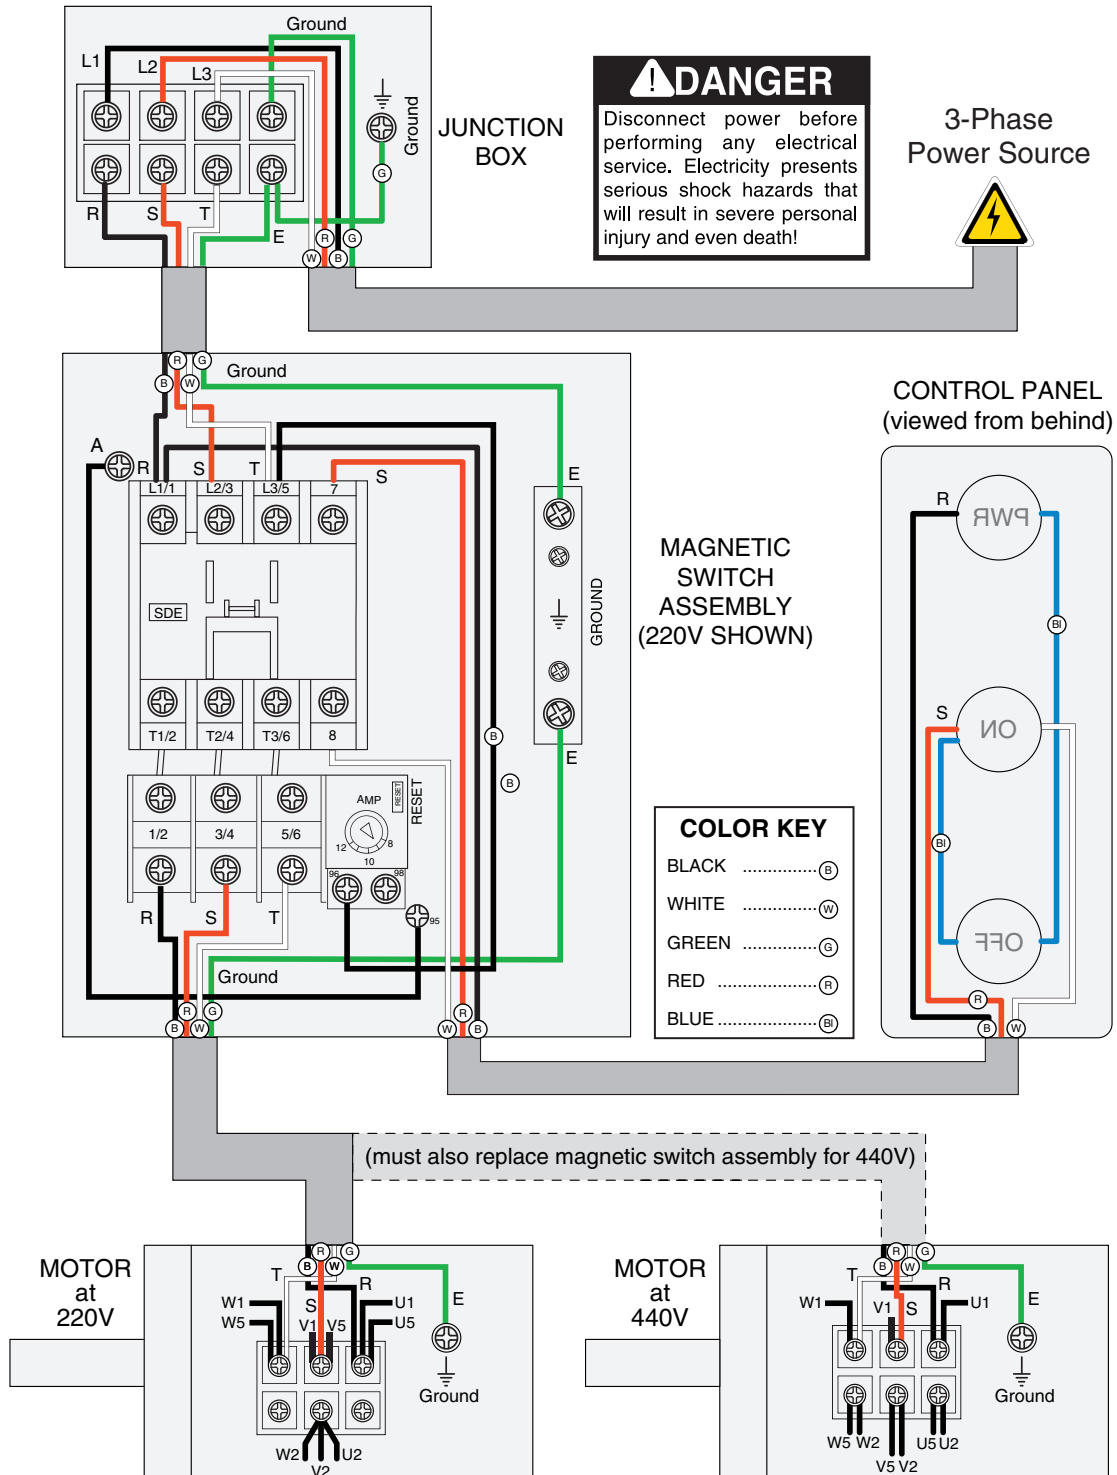 Ground
L1
L2
L3
Ground
R
S
T
E
G
W
R
B
G
JUNCTION
BOX
DANGER
Disconnect power before
performing any electrical
service. Electricity presents
serious shock hazards that
will result in severe personal
injury and even death!
3-Phase
Power Source
R
G
B
W
Ground
A
R
S
T
S
L1/1
L2/3
L3/5
7
SDE
T1/2
T2/4
T3/6
8
E
GROUND
E
B
B
MAGNETIC
SWITCH
ASSEMBLY
(220V SHOWN)
1/2
3/4
5/6
AMP
RESET
RESET
12
10
8
96
98
95
R
S
T
Ground
R
G
B
W
W
R
B
CONTROL PANEL
(viewed from behind)
R
PWR
Bl
S
ON
Bl
OFF
R
B
W
COLOR KEY
BLACK .................. B
WHITE .................. W
GREEN ................. G
RED ..................... R
BLUE .................... Bl
(must also replace magnetic switch assembly for 440V)
MOTOR
at
220V
R
G
B
W
T
R
S
W1
W5
V1
V5
U1
U5
E
Ground
W2
V2
U2
MOTOR
at
440V
R
G
B
W
T
R
S
W1
V1
U1
E
Ground
W5 W2
V5 V2
U5 U2